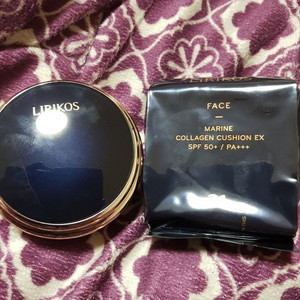 LIRIKOS
FACE
MARINE
COLLAGEN CUSHION EX
SPF 50+ / PA+++